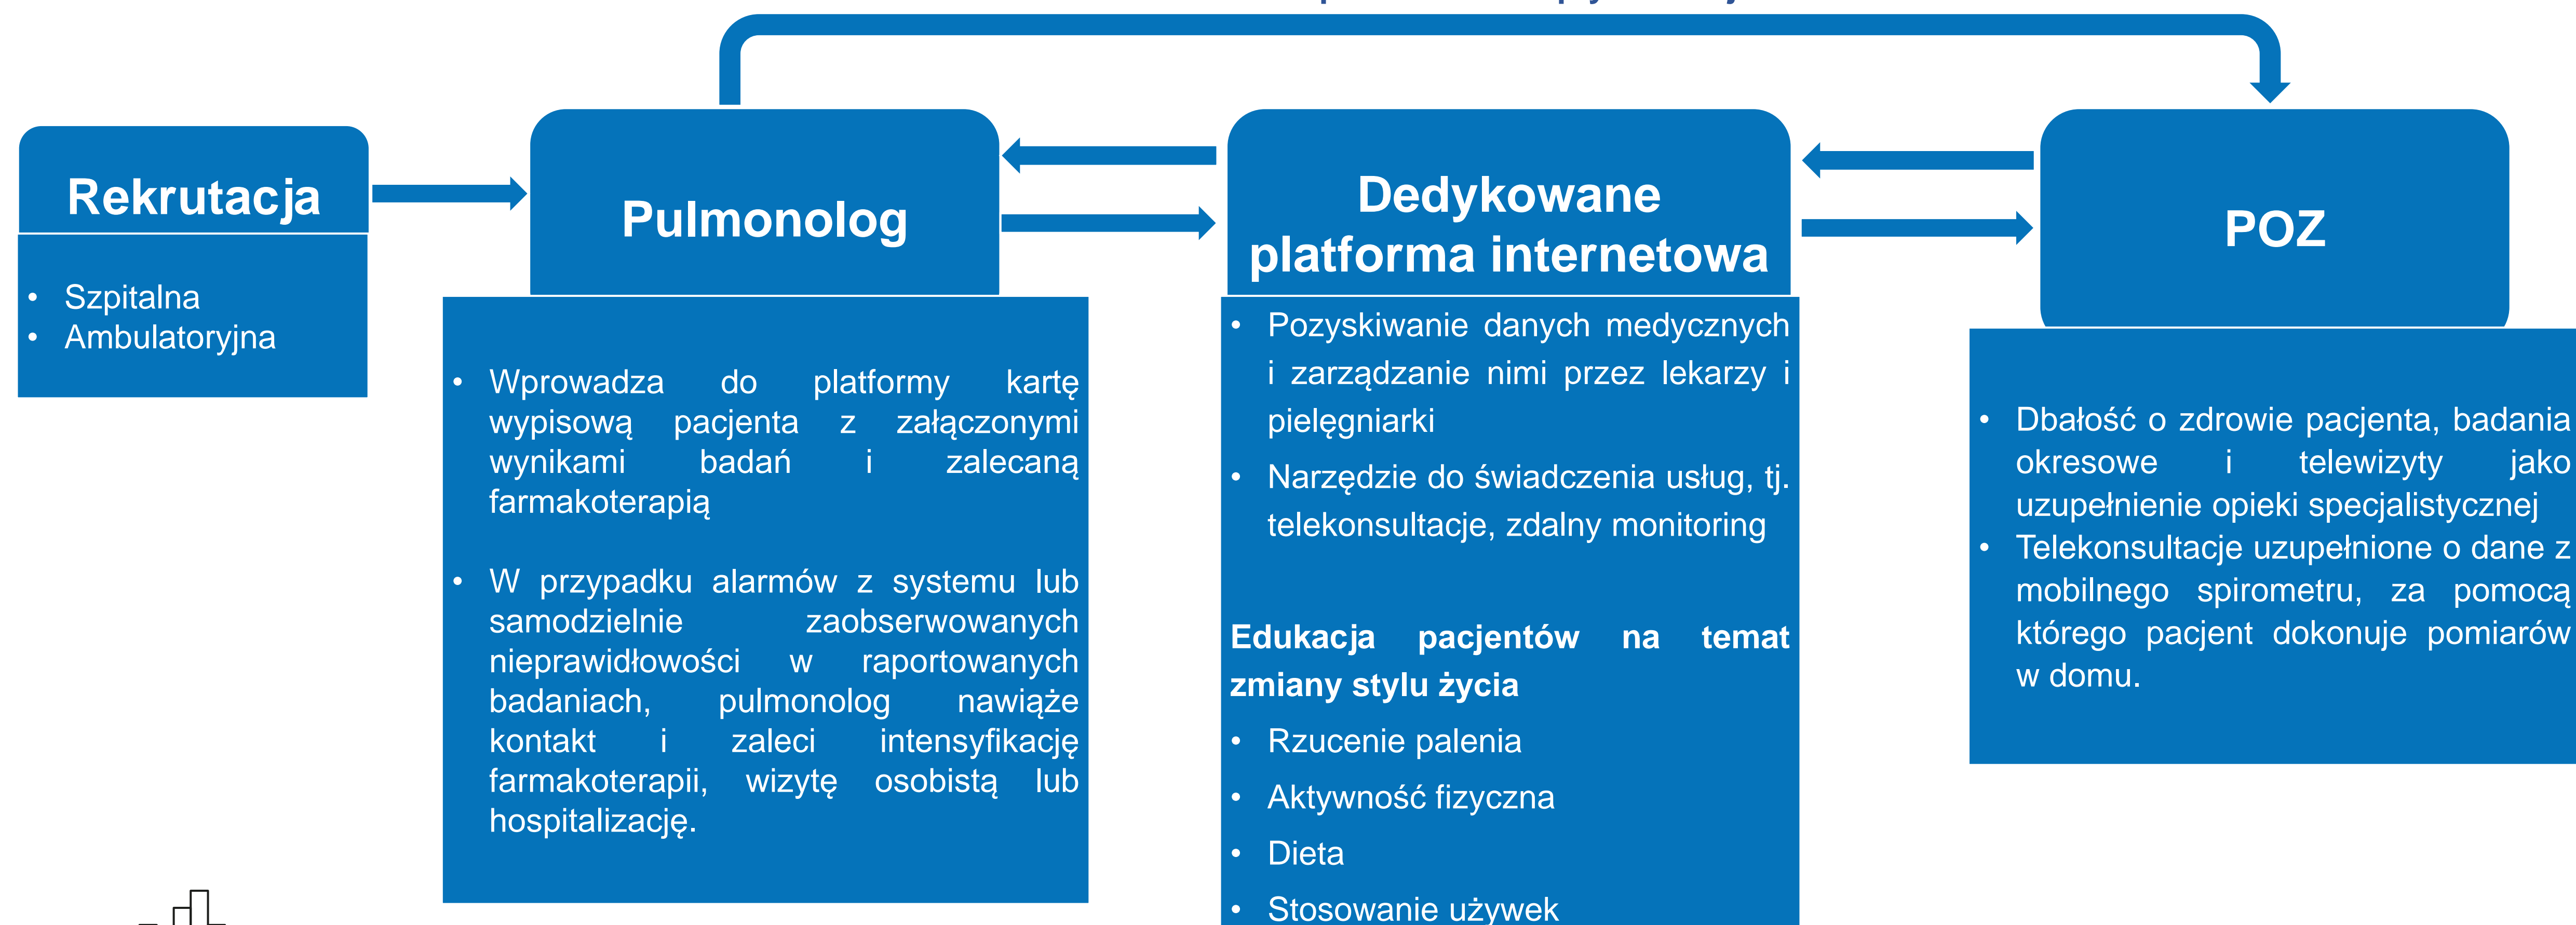 Rekrutacja
• Szpitalna
• Ambulatoryjna
Pulmonolog
• Wprowadza do platformy kartę
wypisową pacjenta z załączonymi
wynikami badań i zalecaną
farmakoterapią
• W przypadku alarmów z systemu lub
samodzielnie zaobserwowanych
nieprawidłowości w raportowanych
badaniach, pulmonolog nawiąże
kontakt i zaleci intensyfikację
farmakoterapii, wizytę osobistą lub
hospitalizację.
Dedykowane
platforma internetowa
• Pozyskiwanie danych medycznych
i zarządzanie nimi przez lekarzy i
pielęgniarki
• Narzędzie do świadczenia usług, tj.
telekonsultacje, zdalny monitoring
Edukacja pacjentów na temat
zmiany stylu życia
• Rzucenie palenia
• Aktywność fizyczna
• Dieta
• Stosowanie używek
POZ
• Dbałość o zdrowie pacjenta, badania
okresowe i telewizyty jako
uzupełnienie opieki specjalistycznej
• Telekonsultacje uzupełnione o dane z
mobilnego spirometru, za pomocą
którego pacjent dokonuje pomiarów
w domu.